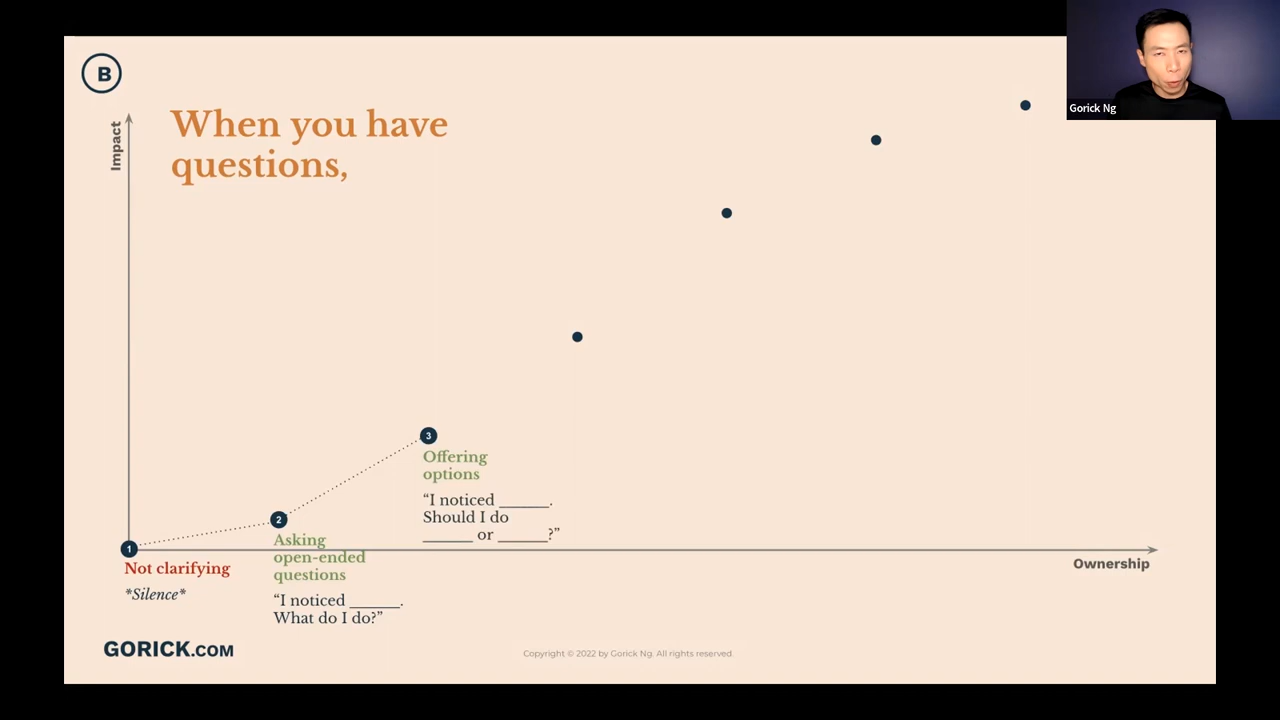 B
Gorick Ng
Impact
When you have
questions,
3
Offering
options
“I noticed ______.
Should I do
______ or ______?”
2
Asking
open-ended
questions
“I noticed ______.
What do I do?”
1
Not clarifying
*Silence*
Ownership
GORICK.COM
Copyright © 2022 by Gorick Ng. All rights reserved